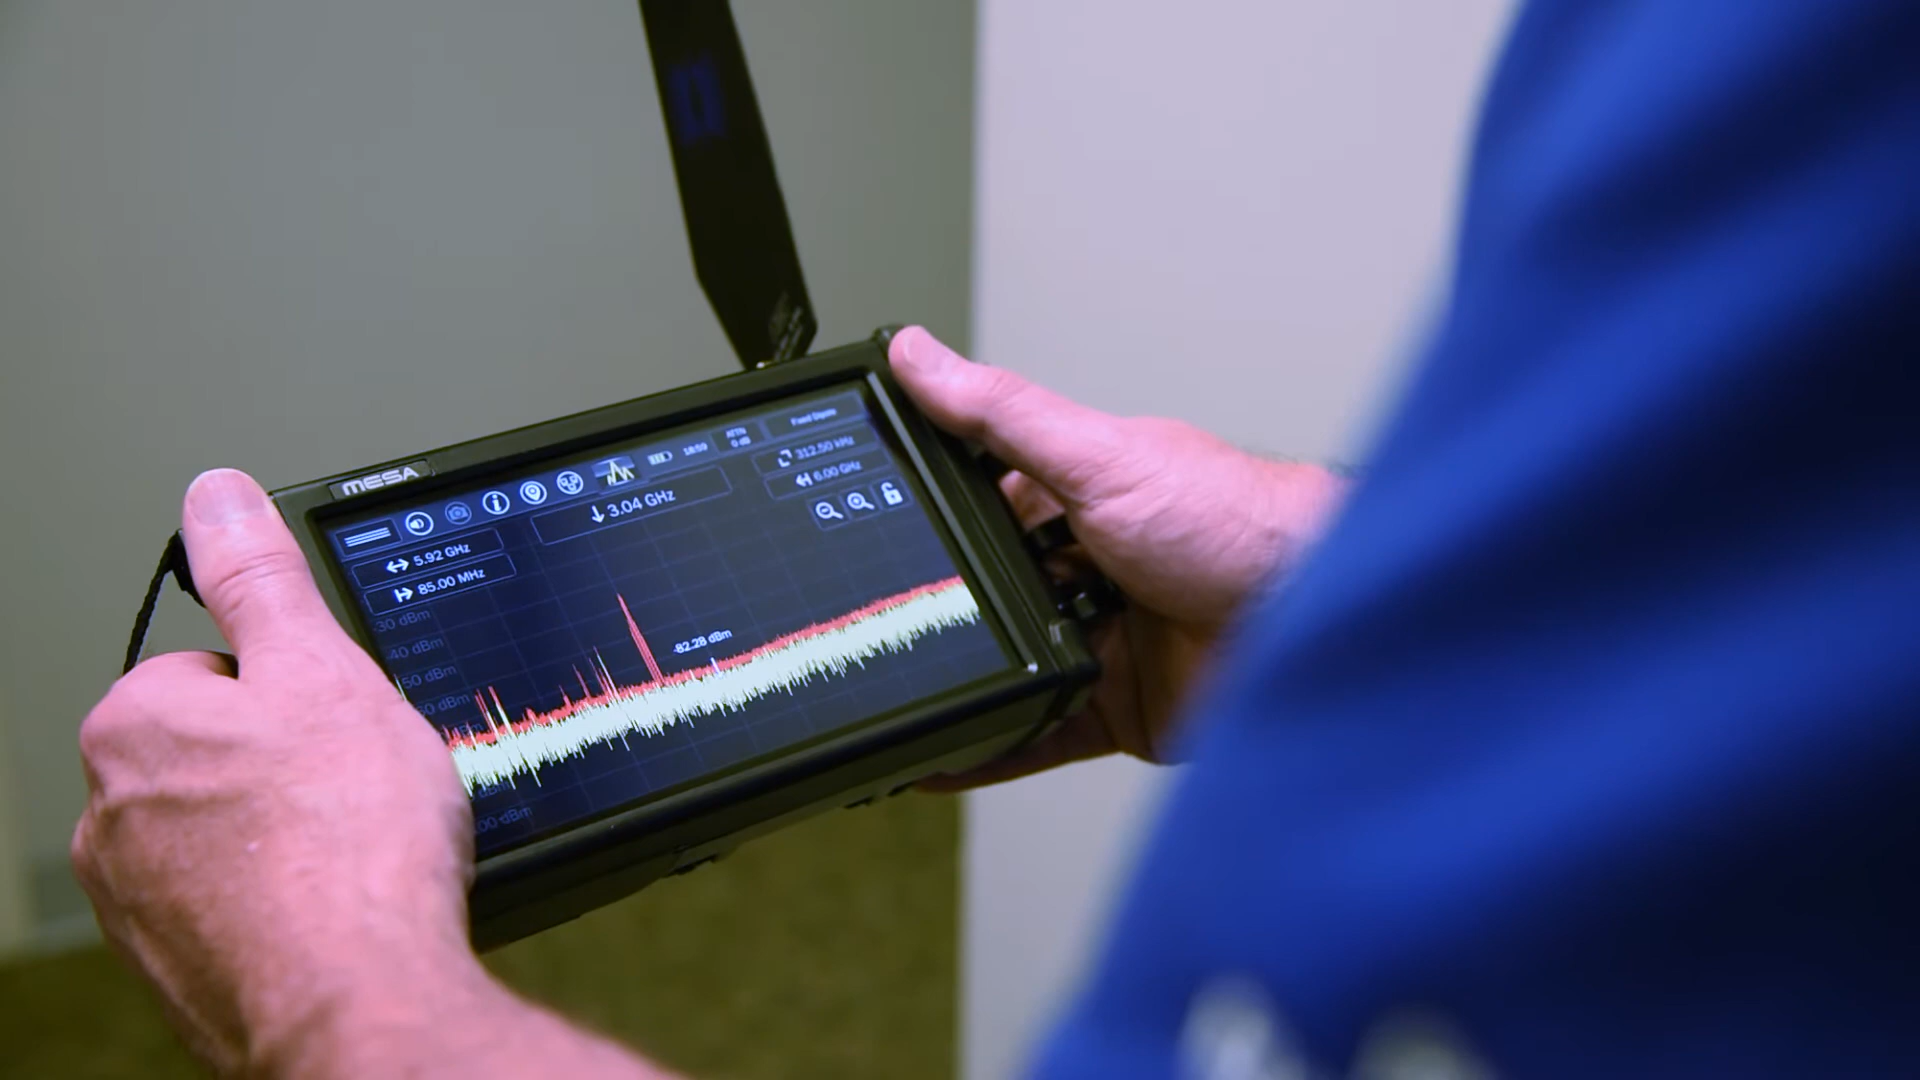 MESA
18:59
ATTN
0 dB
Fixed Dipole
↓ 3.04 GHz
312.50 kHz
6.00 GHz
5.92 GHz
85.00 MHz
-30 dBm
-40 dBm
-50 dBm
-60 dBm
-82.28 dBm
dBm
00 dBm